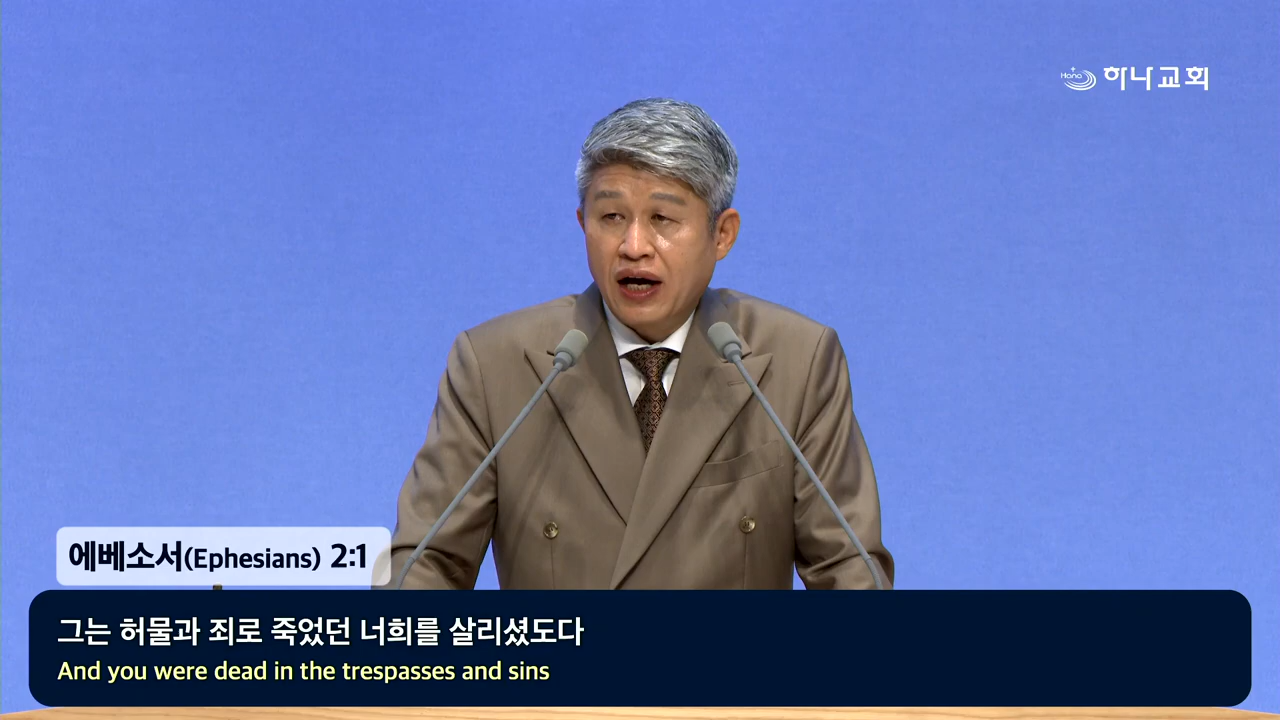 Hana 하나교회
에베소서(Ephesians) 2:1
그는 허물과 죄로 죽었던 너희를 살리셨도다
And you were dead in the trespasses and sins